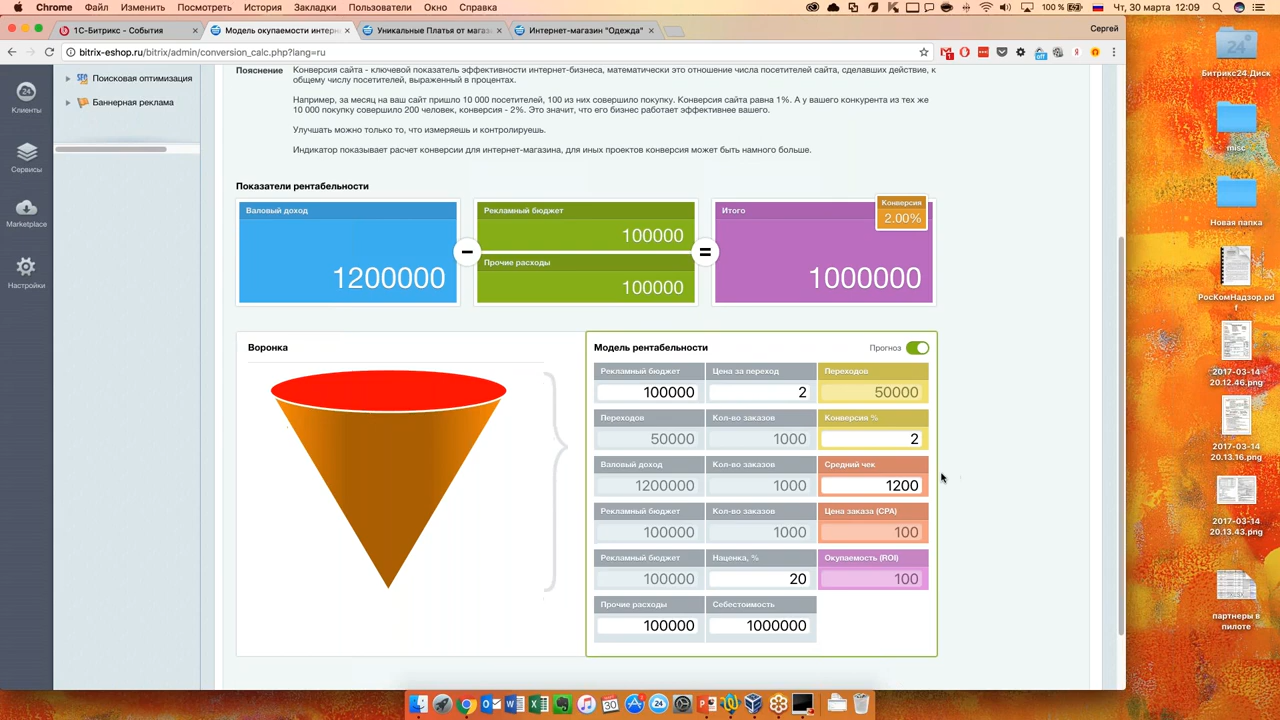 Chrome Файл Изменить Просмотреть История Закладки Пользователи Окно Справка
100 % Чт, 30 марта 12:09
1С-Битрикс - События
Модель окупаемости интерн
Уникальные Платья от магаз
Интернет-магазин "Одежда"
Сергей
bitrix-eshop.ru/bitrix/admin/conversion_calc.php?lang=ru
Клиенты
Сервисы
Marketplace
Настройки
Поисковая оптимизация
Баннерная реклама
Пояснение
Конверсия сайта - ключевой показатель эффективности интернет-бизнеса, математически это отношение числа посетителей сайта, сделавших действие, к
общему числу посетителей, выраженный в процентах.
Например, за месяц на ваш сайт пришло 10 000 посетителей, 100 из них совершило покупку. Конверсия сайта равна 1%. А у вашего конкурента из тех же
10 000 покупку совершило 200 человек, конверсия - 2%. Это значит, что его бизнес работает эффективнее вашего.
Улучшать можно только то, что измеряешь и контролируешь.
Индикатор показывает расчет конверсии для интернет-магазина, для иных проектов конверсия может быть намного больше.
Показатели рентабельности
Валовый доход
1200000
−
Рекламный бюджет
100000
Прочие расходы
100000
=
Итого
Конверсия
2.00%
1000000
Воронка
Модель рентабельности
Прогноз
Рекламный бюджет Цена за переход Переходов
100000 2 50000
Переходов Кол-во заказов Конверсия %
50000 1000 2
Валовый доход Кол-во заказов Средний чек
1200000 1000 1200
Рекламный бюджет Кол-во заказов Цена заказа (CPA)
100000 1000 100
Рекламный бюджет Наценка, % Окупаемость (ROI)
100000 20 100
Прочие расходы Себестоимость
100000 1000000
Битрикс24.Диск
misc
Новая папка
РосКомНадзор.pd
f
2017-03-14
20.12.46.png
2017-03-14
20.13.16.png
2017-03-14
20.13.43.png
партнеры в
пилоте